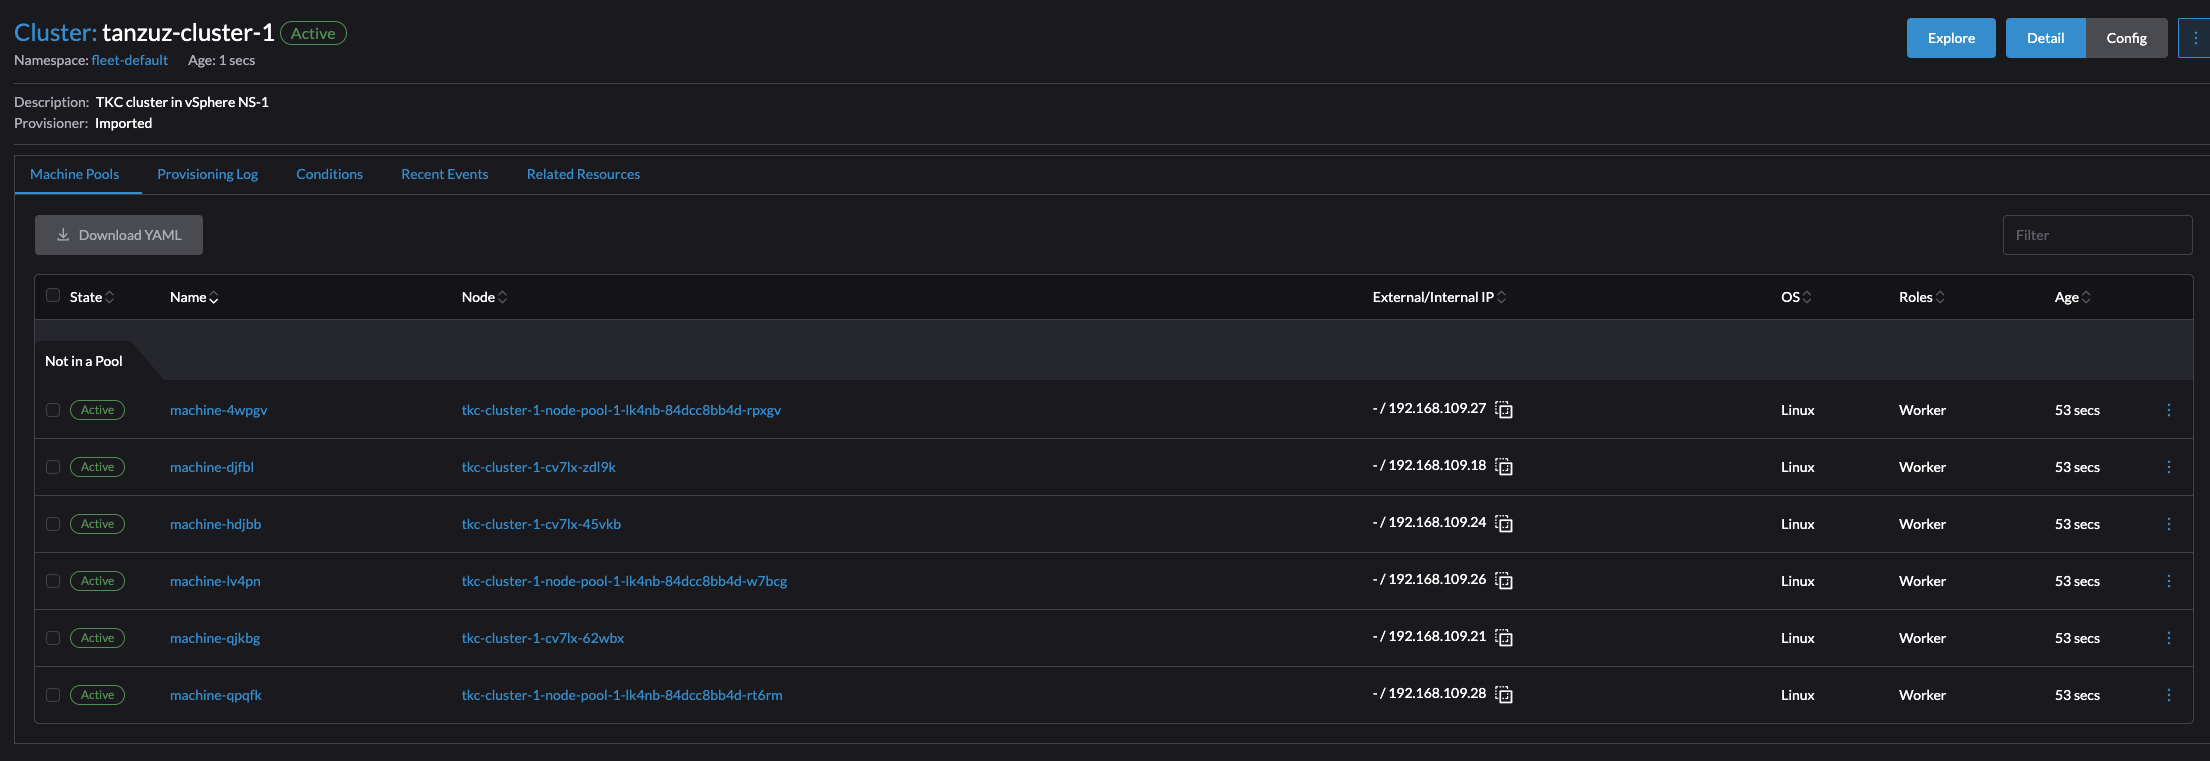 Cluster: tanzuz-cluster-1 Active
Explore Detail Config
Namespace: fleet-default Age: 1 secs
Description: TKC cluster in vSphere NS-1
Provisioner: Imported
Machine Pools Provisioning Log Conditions Recent Events Related Resources
Download YAML Filter
State Name Node External/Internal IP OS Roles Age
Not in a Pool
Active machine-4wpgv tkc-cluster-1-node-pool-1-lk4nb-84dcc8bb4d-rpxgv - / 192.168.109.27 Linux Worker 53 secs
Active machine-djfbl tkc-cluster-1-cv7lx-zdl9k - / 192.168.109.18 Linux Worker 53 secs
Active machine-hdjbb tkc-cluster-1-cv7lx-45vkb - / 192.168.109.24 Linux Worker 53 secs
Active machine-lv4pn tkc-cluster-1-node-pool-1-lk4nb-84dcc8bb4d-w7bcg - / 192.168.109.26 Linux Worker 53 secs
Active machine-qjkbg tkc-cluster-1-cv7lx-62wbx - / 192.168.109.21 Linux Worker 53 secs
Active machine-qpqfk tkc-cluster-1-node-pool-1-lk4nb-84dcc8bb4d-rt6rm - / 192.168.109.28 Linux Worker 53 secs